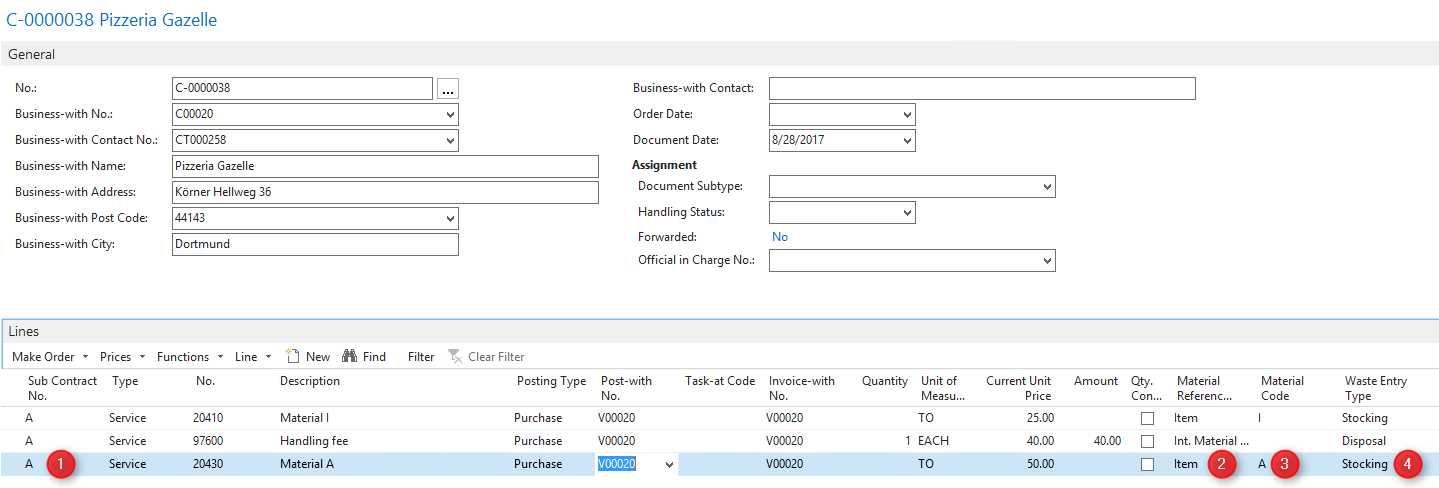 C-0000038 Pizzeria Gazelle
General
No.: C-0000038 ...
Business-with No.: C00020
Business-with Contact No.: CT000258
Business-with Name: Pizzeria Gazelle
Business-with Address: Körner Hellweg 36
Business-with Post Code: 44143
Business-with City: Dortmund
Business-with Contact:
Order Date:
Document Date: 8/28/2017
Assignment
Document Subtype:
Handling Status:
Forwarded: No
Official in Charge No.:
Lines
Make Order Prices Functions Line New Find Filter Clear Filter
Sub Contract No. Type No. Description Posting Type Post-with No. Task-at Code Invoice-with No. Quantity Unit of Measu... Current Unit Price Amount Qty. Con... Material Referenc... Material Code Waste Entry Type
A Service 20410 Material I Purchase V00020 V00020 TO 25.00 Item I Stocking
A Service 97600 Handling fee Purchase V00020 V00020 1 EACH 40.00 40.00 Int. Material ... Disposal
A 1 Service 20430 Material A Purchase V00020 V00020 TO 50.00 Item 2 A 3 Stocking 4